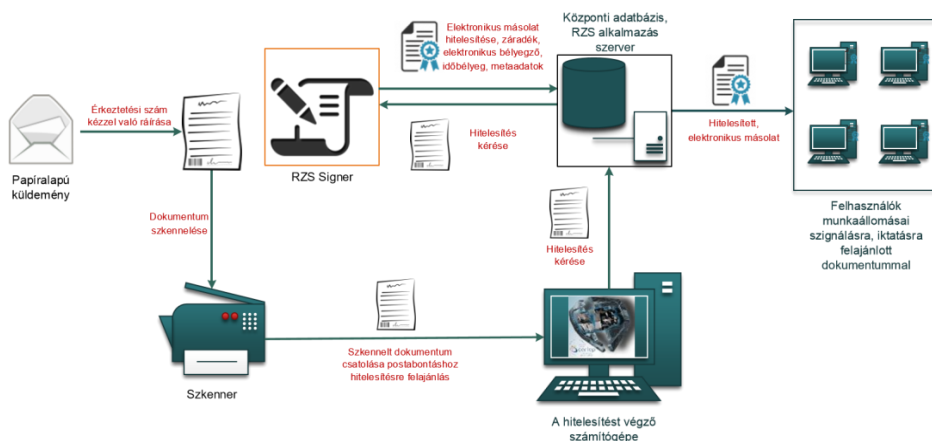 Elektronikus másolat
hitelesítése, záradék,
elektronikus bélyegző,
időbélyeg, metaadatok
Központi adatbázis,
RZS alkalmazás
szerver
Érkeztetési szám
kézzel való ráírása
Hitelesítés
kérése
Hitelesített,
elektronikus másolat
Papíralapú
küldemény
RZS Signer
Dokumentum
szkennelése
Hitelesítés
kérése
Felhasználók
munkaállomásai
szignálásra, iktatásra
felajánlott
dokumentummal
Szkennelt dokumentum
csatolása postabontáshoz
hitelesítésre felajánlás
Szkenner
A hitelesítést végző
számítógépe